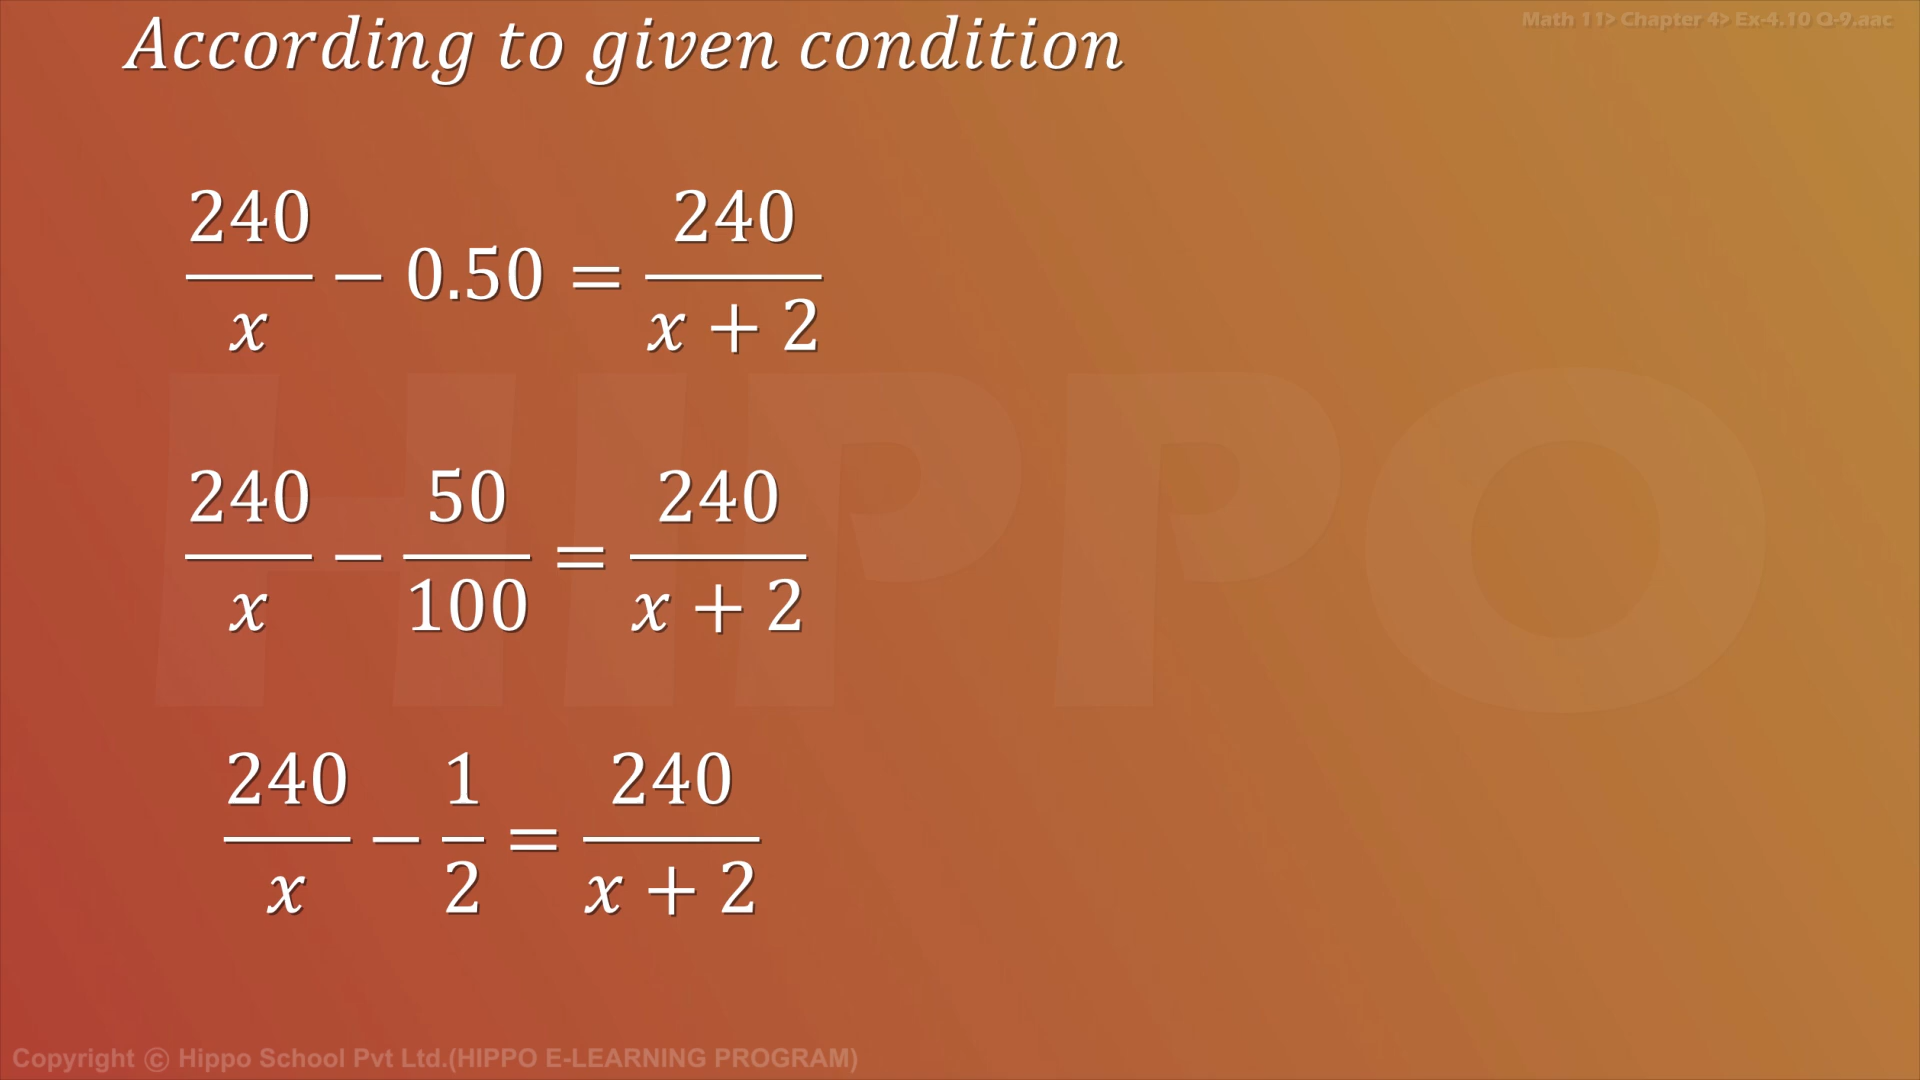 Math 11> Chapter 4> Ex-4.10 Q-9.aac
According to given condition
240/x − 0.50 = 240/(x + 2)
240/x − 50/100 = 240/(x + 2)
240/x − 1/2 = 240/(x + 2)
HIPPO
Copyright © Hippo School Pvt Ltd.(HIPPO E-LEARNING PROGRAM)